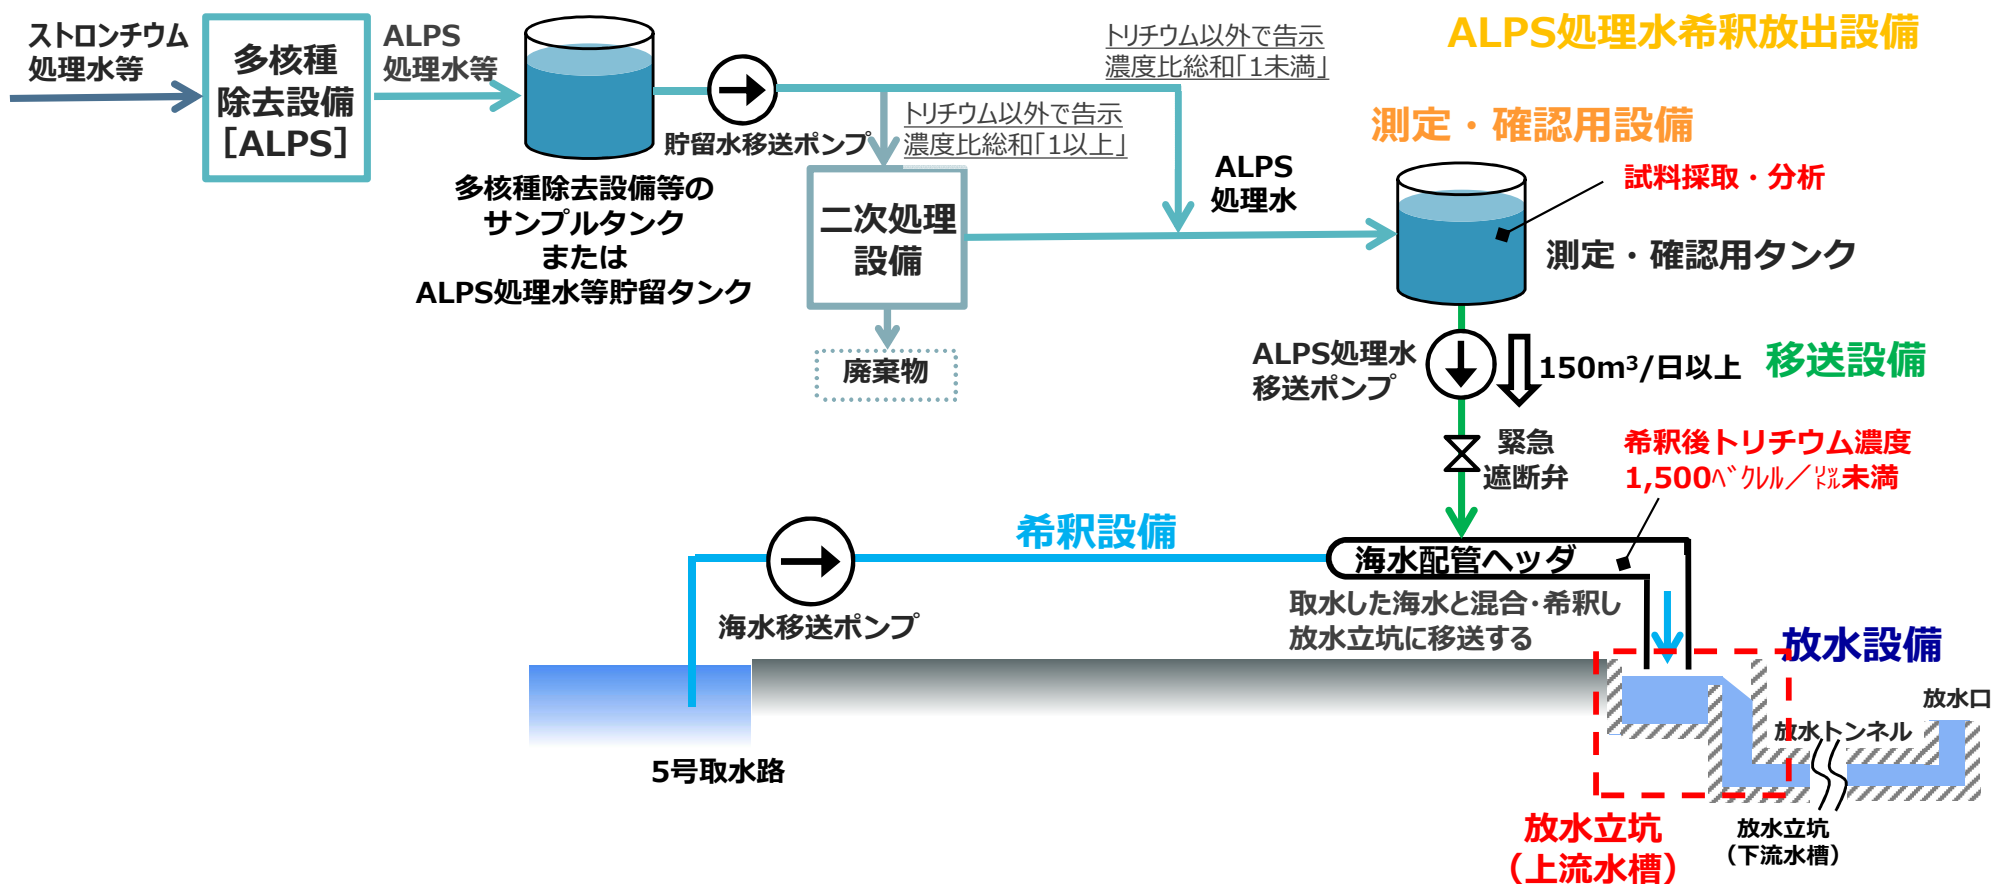 ストロンチウム
処理水等
多核種
除去設備
[ALPS]
ALPS
処理水等
多核種除去設備等の
サンプルタンク
または
ALPS処理水等貯留タンク
貯留水移送ポンプ
トリチウム以外で告示
濃度比総和｢1未満｣
トリチウム以外で告示
濃度比総和｢1以上｣
二次処理
設備
廃棄物
ALPS
処理水
ALPS処理水希釈放出設備
測定・確認用設備
試料採取・分析
測定・確認用タンク
ALPS処理水
移送ポンプ
150m³/日以上
移送設備
緊急
遮断弁
希釈後トリチウム濃度
1,500ﾍﾞｸﾚﾙ／㍑未満
希釈設備
海水配管ヘッダ
海水移送ポンプ
取水した海水と混合･希釈し
放水立坑に移送する
放水設備
放水口
放水トンネル
5号取水路
放水立坑
（上流水槽）
放水立坑
（下流水槽）